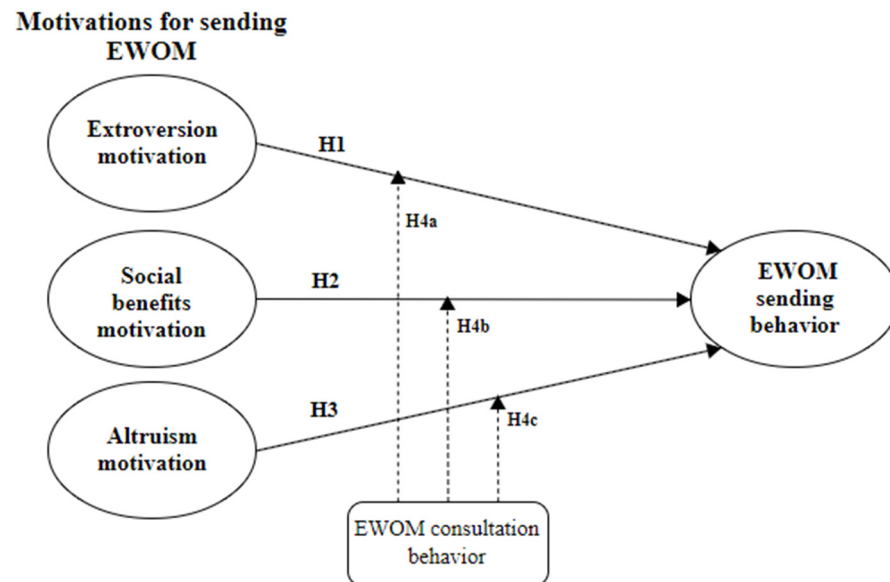 Motivations for sending
EWOM
Extroversion
motivation
H1
H4a
Social
benefits
motivation
H2
H4b
EWOM
sending
behavior
Altruism
motivation
H3
H4c
EWOM consultation
behavior